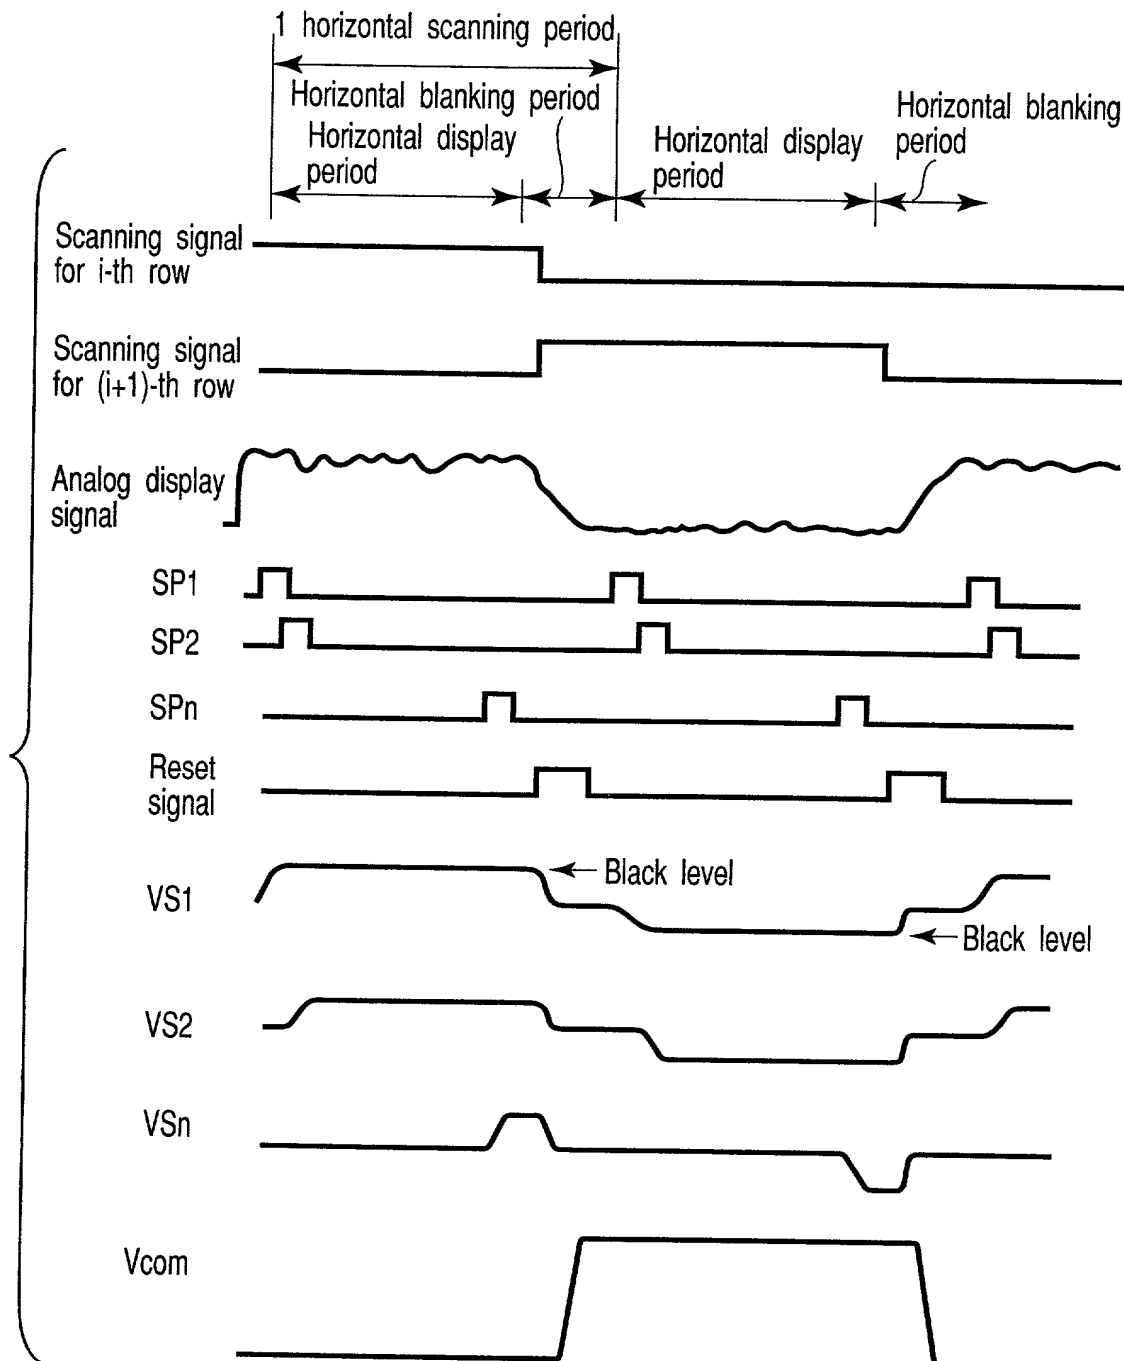 1 horizontal scanning period
Horizontal blanking period
Horizontal display
period
Horizontal display
period
Horizontal blanking
period
Scanning signal
for i-th row
Scanning signal
for (i+1)-th row
Analog display
signal
SP1
SP2
SPn
Reset
signal
VS1
Black level
Black level
VS2
VSn
Vcom